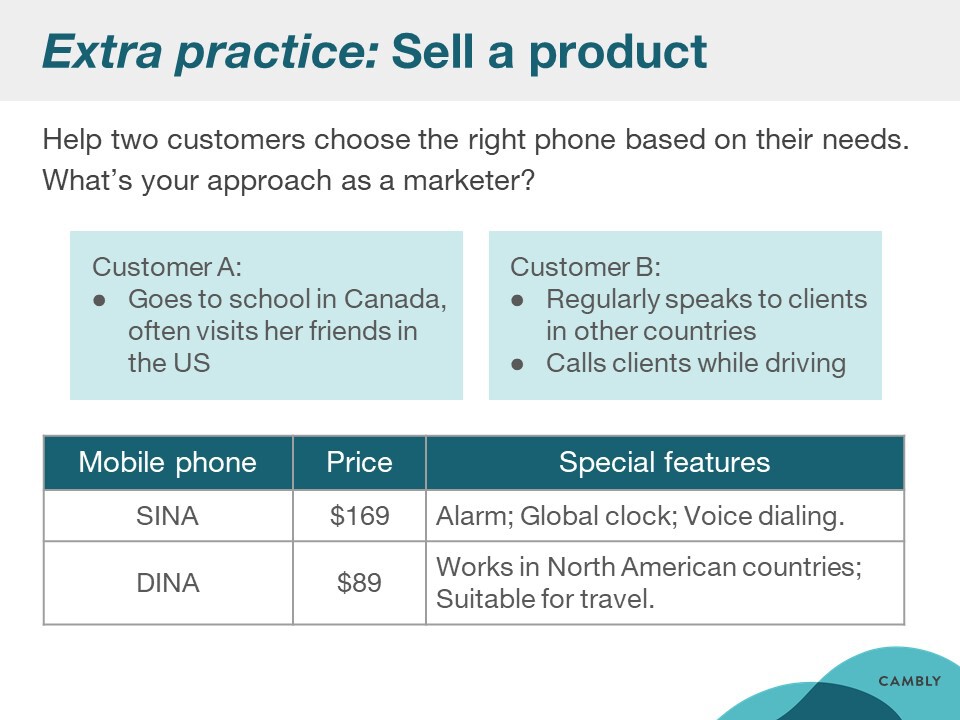 Extra practice: Sell a product
Help two customers choose the right phone based on their needs.
What's your approach as a marketer?
Customer A:
● Goes to school in Canada,
often visits her friends in
the US
Customer B:
● Regularly speaks to clients
in other countries
● Calls clients while driving
Mobile phone Price Special features
SINA $169 Alarm; Global clock; Voice dialing.
DINA $89 Works in North American countries;
Suitable for travel.
CAMBLY